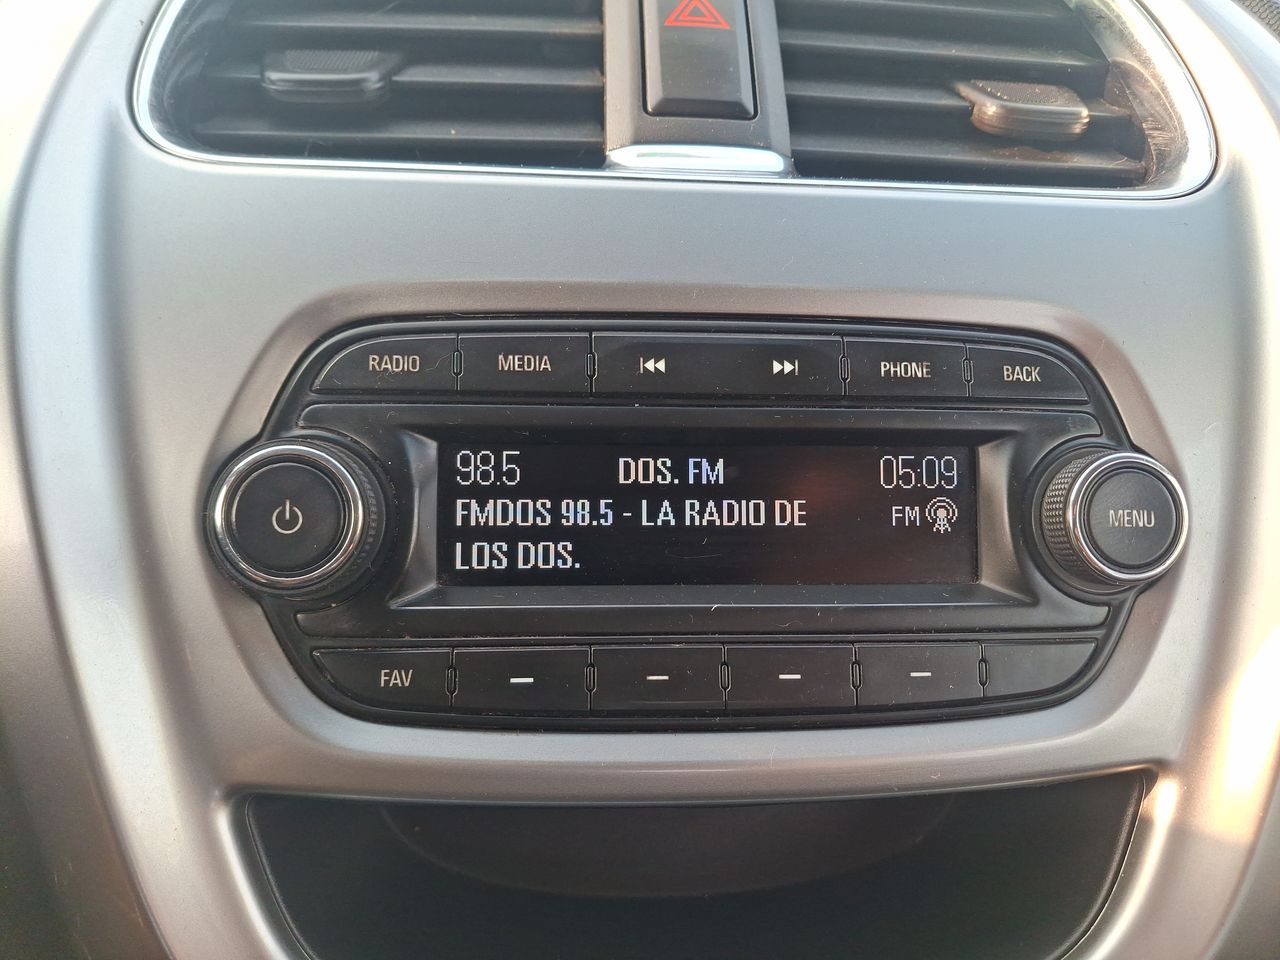 RADIO MEDIA PHONE BACK
98.5 DOS. FM 05:09
FMDOS 98.5 - LA RADIO DE FM
LOS DOS.
MENU
FAV